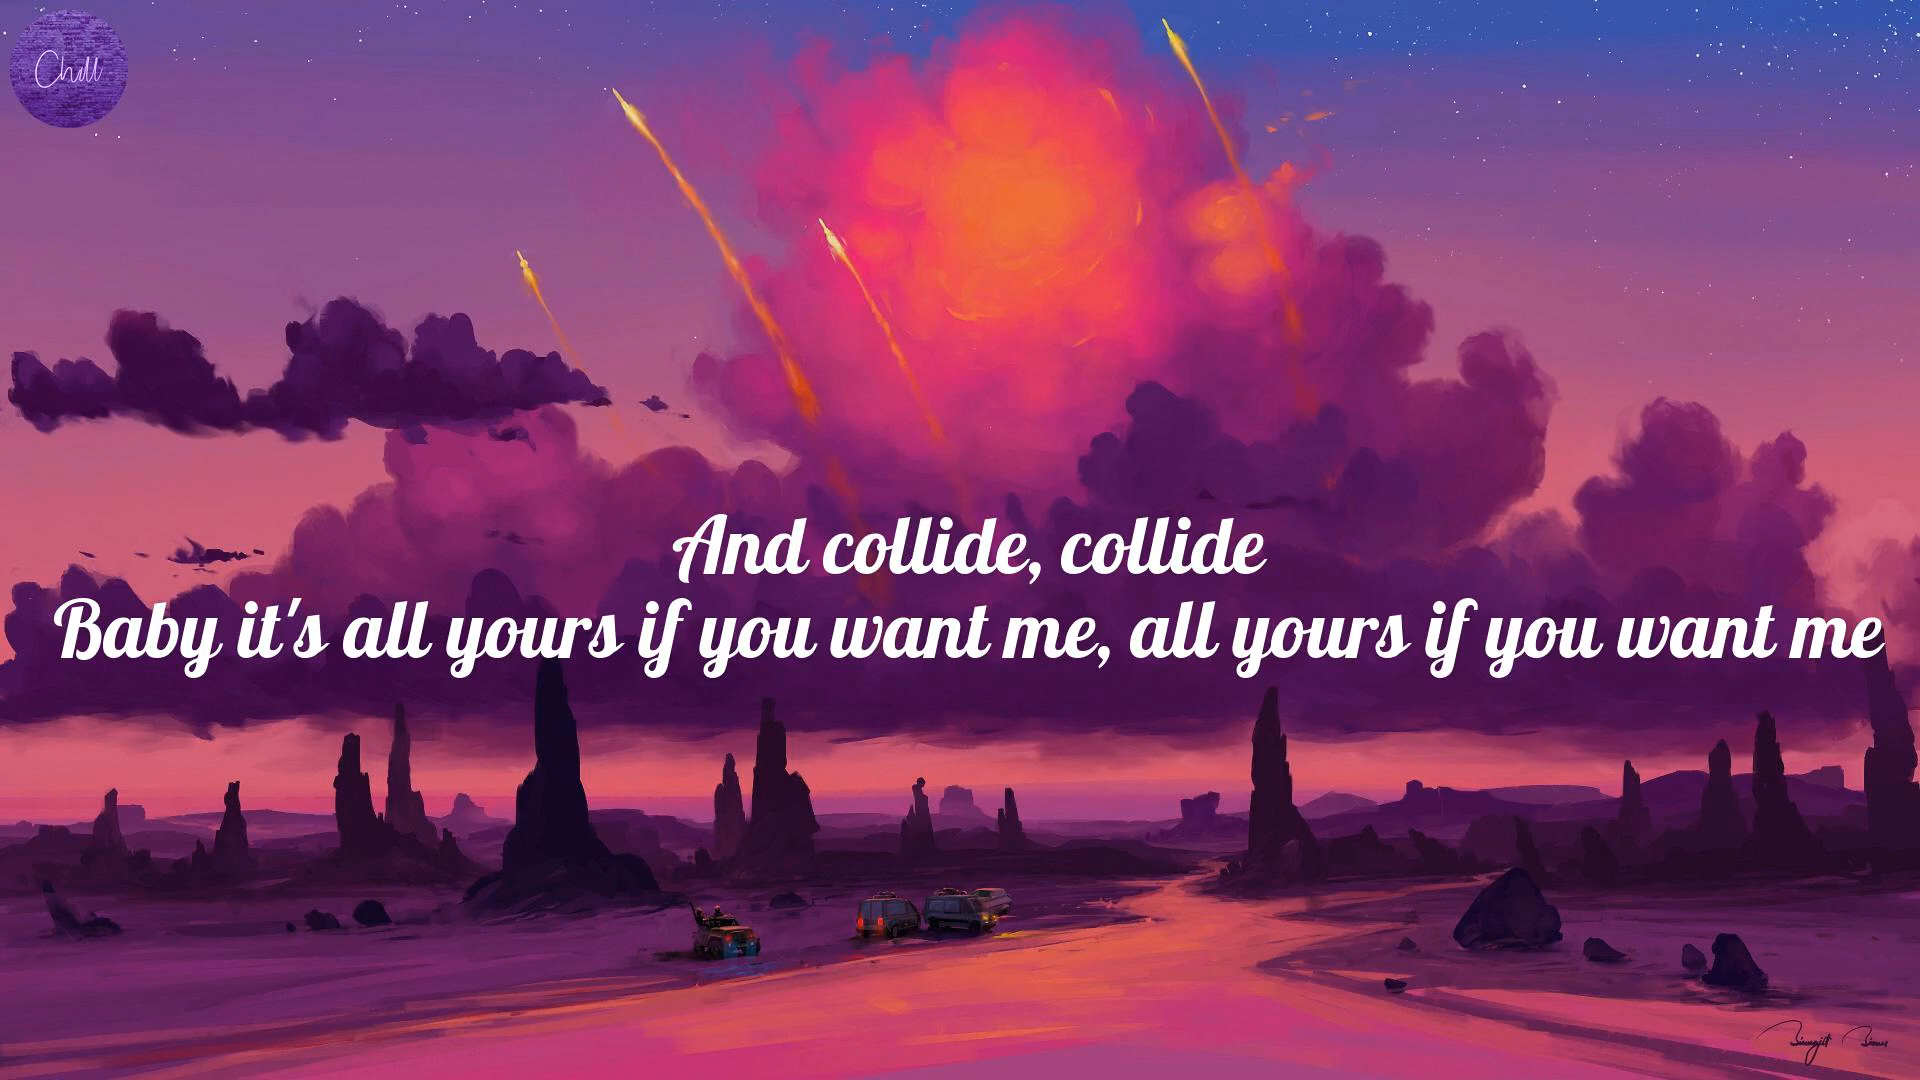 Chill
And collide, collide
Baby it's all yours if you want me, all yours if you want me